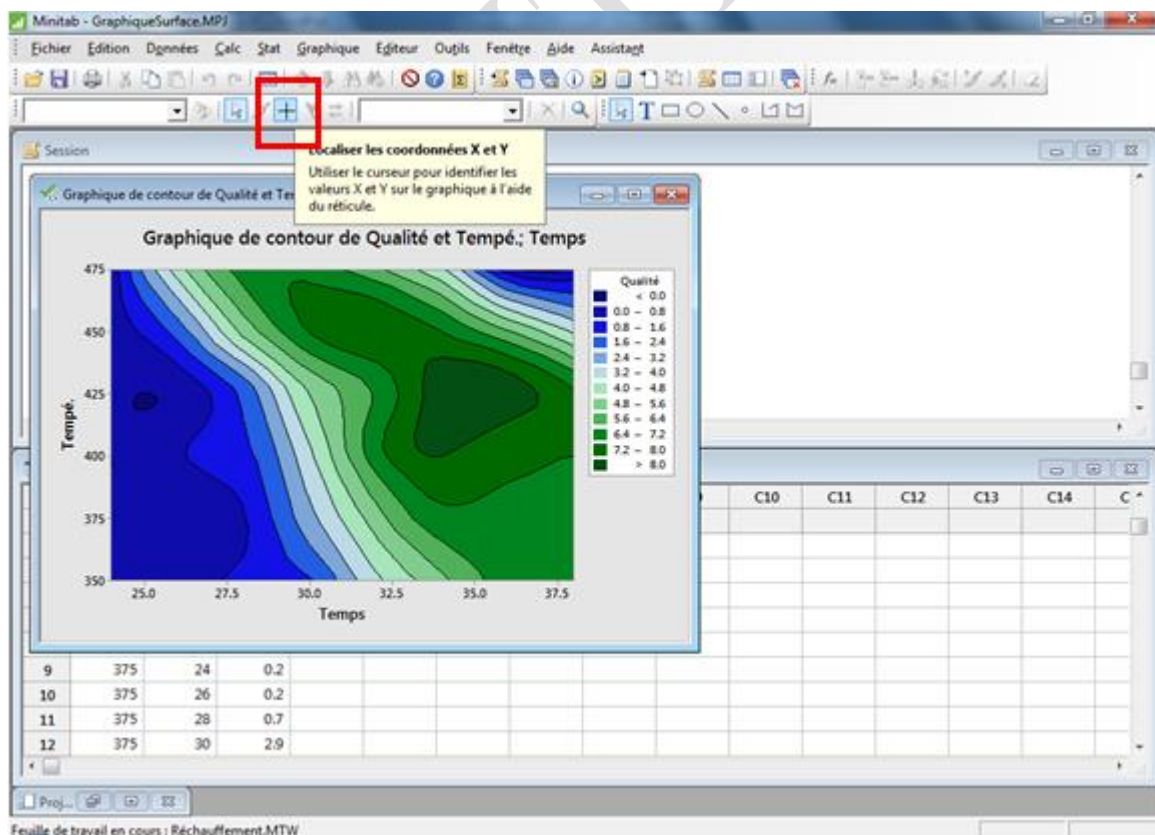 Minitab - GraphiqueSurface.MPJ
Fichier Edition Données Calc Stat Graphique Editeur Outils Fenêtre Aide Assistant
Session
Localiser les coordonnées X et Y
Utiliser le curseur pour identifier les
valeurs X et Y sur le graphique à l'aide
du réticule.
Graphique de contour de Qualité et
Graphique de contour de Qualité et Tempé.; Temps
475
450
425
400
375
350
Tempé.
25.0 27.5 30.0 32.5 35.0 37.5
Temps
Qualité
< 0.0
0.0 – 0.8
0.8 – 1.6
1.6 – 2.4
2.4 – 3.2
3.2 – 4.0
4.0 – 4.8
4.8 – 5.6
5.6 – 6.4
6.4 – 7.2
7.2 – 8.0
> 8.0
C10 C11 C12 C13 C14 C
9 375 24 0.2
10 375 26 0.2
11 375 28 0.7
12 375 30 2.9
Proj...
Feuille de travail en cours : Réchauffement.MTW